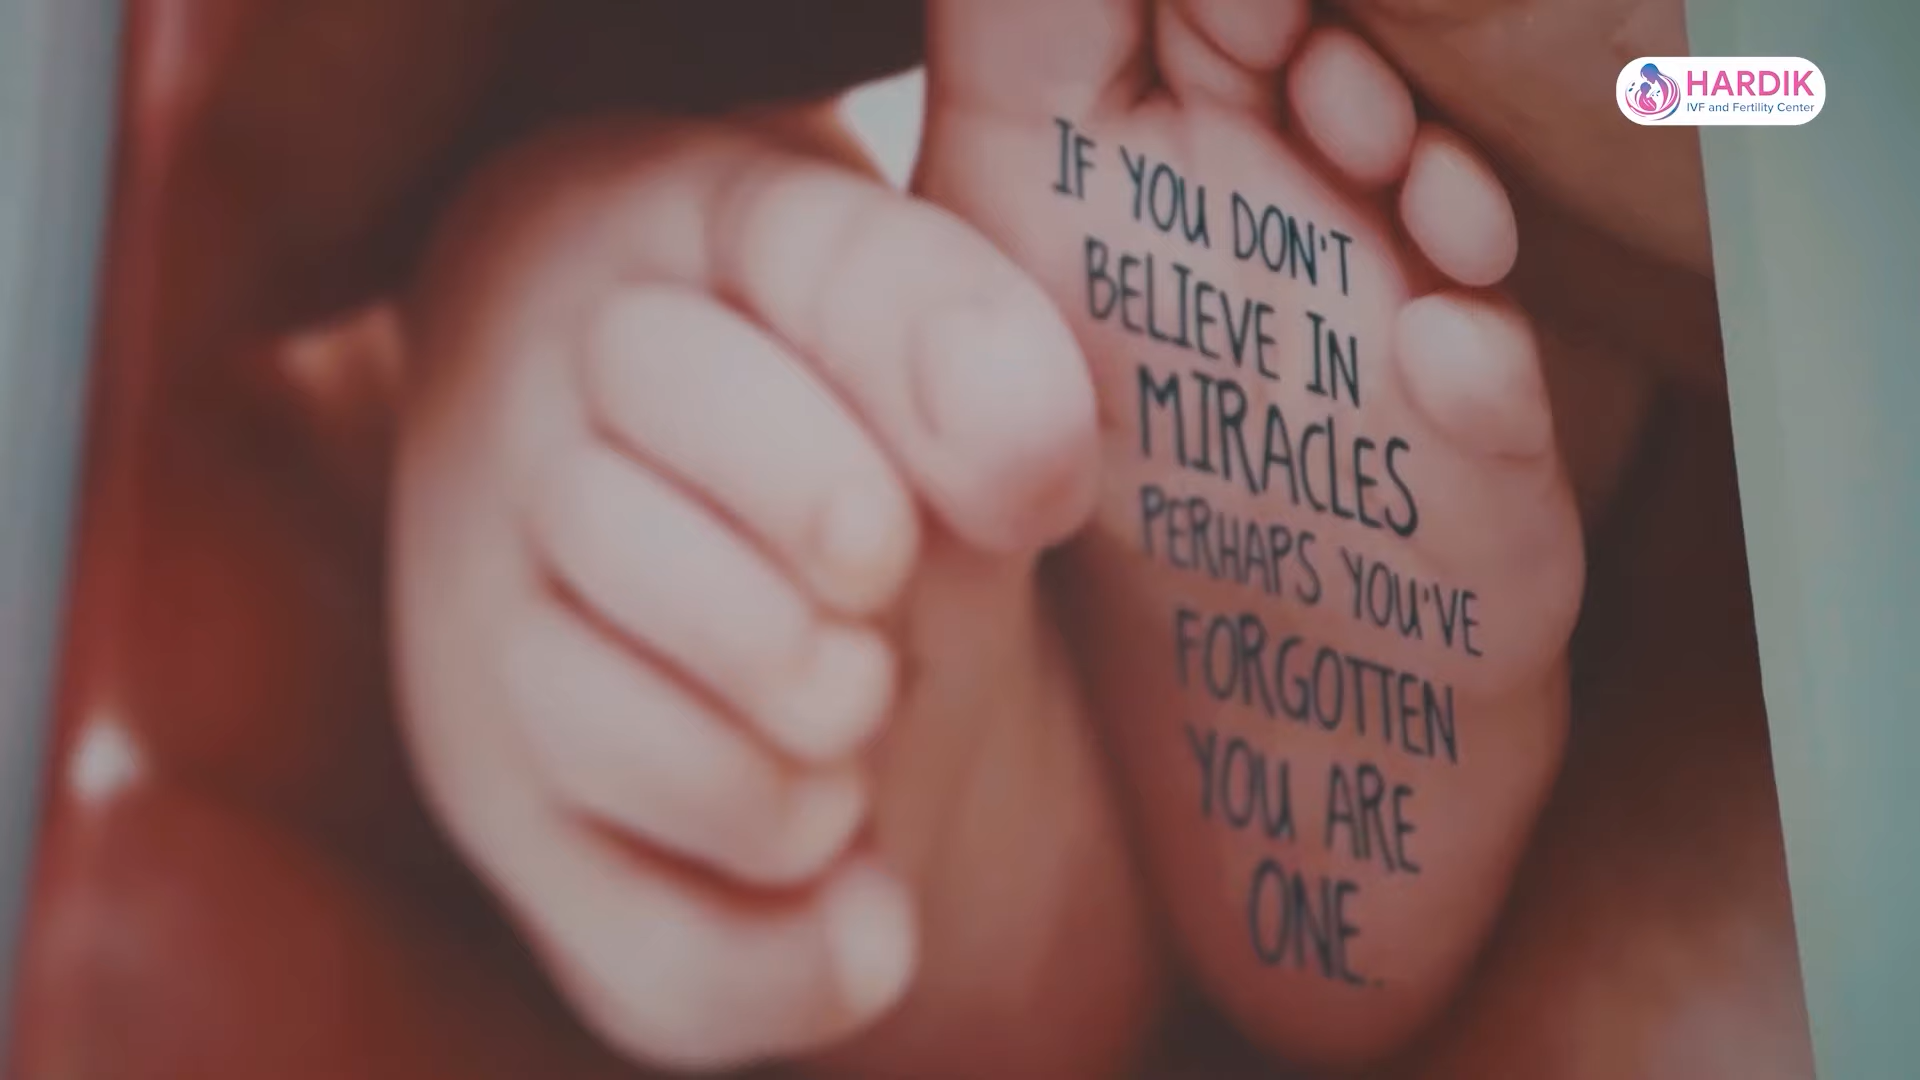 HARDIK
IVF and Fertility Center
IF YOU DON'T
BELIEVE IN
MIRACLES
PERHAPS YOU'VE
FORGOTTEN
YOU ARE
ONE.